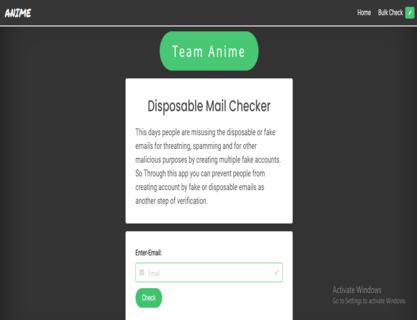 ANIME
Home
Bulk Check
Team Anime
Disposable Mail Checker
This days people are misusing the disposable or fake
emails for threatning, spamming and for other
malicious purposes by creating multiple fake accounts.
So Through this app you can prevent people from
creating account by fake or disposable emails as
another step of verification.
Enter-Email:
Email
Check
Activate Windows
Go to Settings to activate Windows.